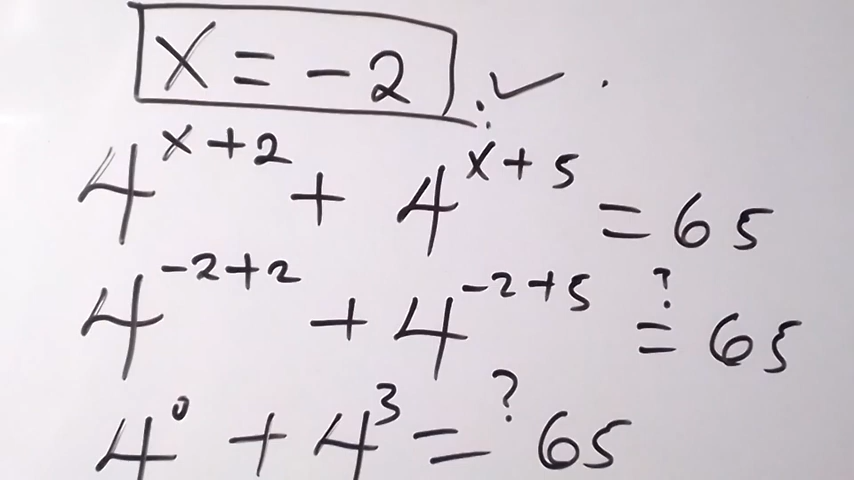 x = -2 ✓
4^{x+2} + 4^{x+5} = 65
4^{-2+2} + 4^{-2+5} ?= 65
4^0 + 4^3 =? 65